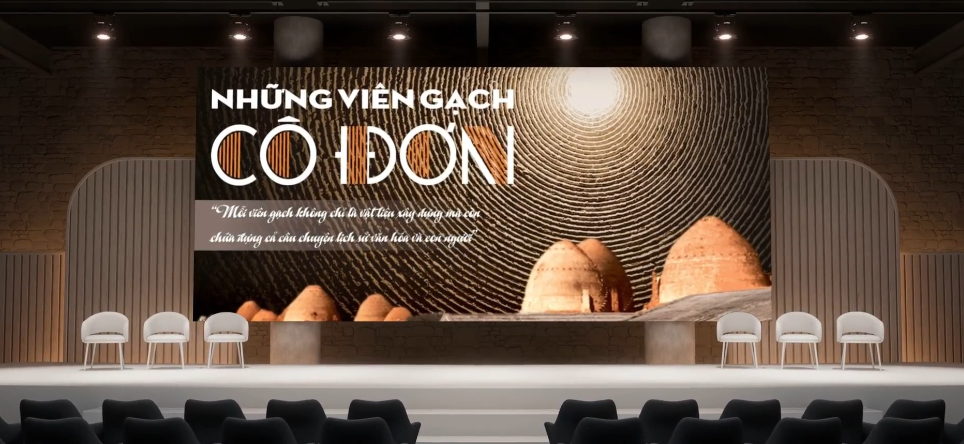 NHỮNG VIÊN GẠCH
CÔ ĐƠN
“Mỗi viên gạch không chỉ là vật liệu xây dựng mà còn
chứa đựng cả câu chuyện lịch sử văn hóa và con người”